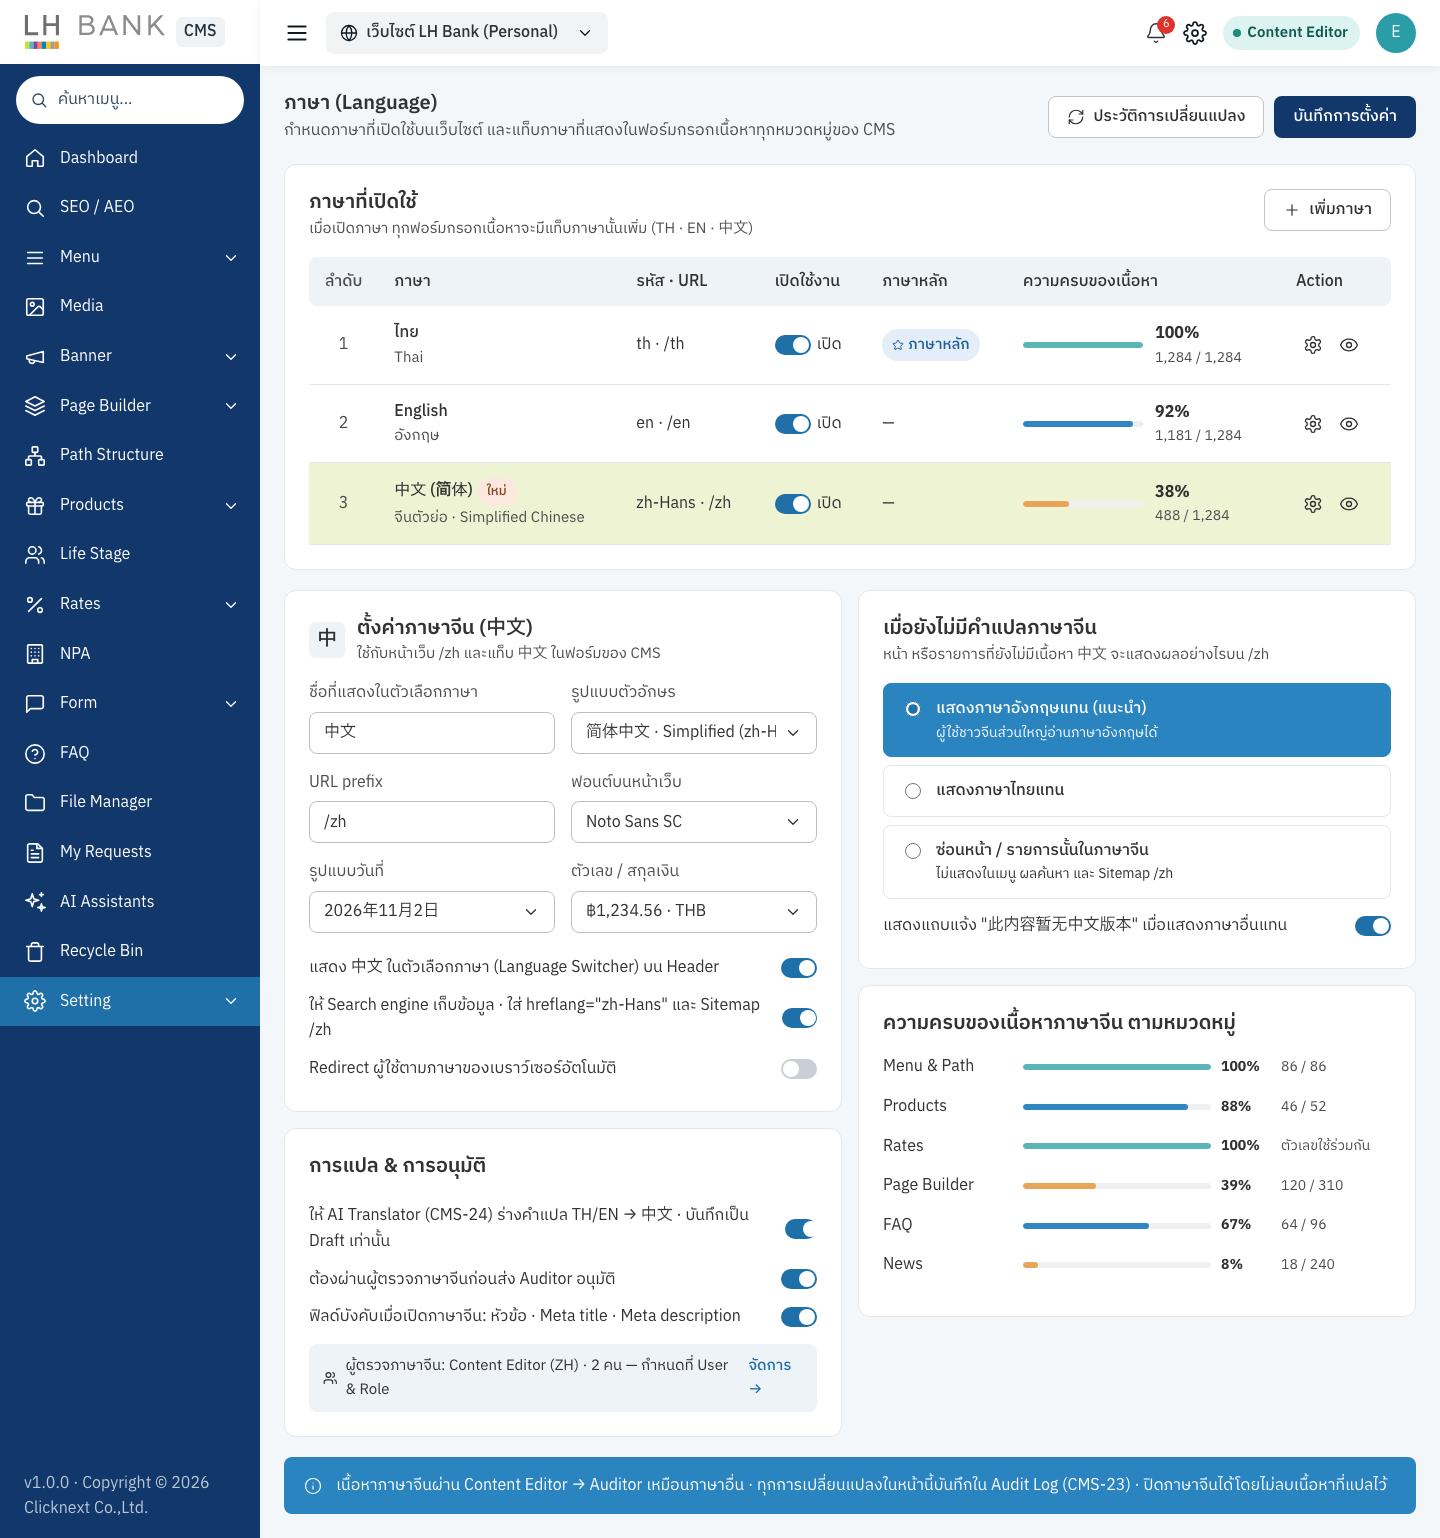 LH BANK CMS
ค้นหาเมนู...
Dashboard
SEO / AEO
Menu
Media
Banner
Page Builder
Path Structure
Products
Life Stage
Rates
NPA
Form
FAQ
File Manager
My Requests
AI Assistants
Recycle Bin
Setting
v1.0.0 · Copyright © 2026
Clicknext Co.,Ltd.
เว็บไซต์ LH Bank (Personal)
6
Content Editor
E
ภาษา (Language)
กำหนดภาษาที่เปิดใช้บนเว็บไซต์ และแท็บภาษาที่แสดงในฟอร์มกรอกเนื้อหาทุกหมวดหมู่ของ CMS
ประวัติการเปลี่ยนแปลง
บันทึกการตั้งค่า
ภาษาที่เปิดใช้
เมื่อเปิดภาษา ทุกฟอร์มกรอกเนื้อหาจะมีแท็บภาษานั้นเพิ่ม (TH · EN · 中文)
เพิ่มภาษา
ลำดับ ภาษา รหัส · URL เปิดใช้งาน ภาษาหลัก ความครบของเนื้อหา Action
1 ไทย th · /th เปิด ภาษาหลัก 100%
Thai 1,284 / 1,284
2 English en · /en เปิด — 92%
อังกฤษ 1,181 / 1,284
3 中文 (简体) ใหม่ zh-Hans · /zh เปิด — 38%
จีนตัวย่อ · Simplified Chinese 488 / 1,284
中
ตั้งค่าภาษาจีน (中文)
ใช้กับหน้าเว็บ /zh และแท็บ 中文 ในฟอร์มของ CMS
ชื่อที่แสดงในตัวเลือกภาษา รูปแบบตัวอักษร
中文 简体中文 · Simplified (zh-H
URL prefix ฟอนต์บนหน้าเว็บ
/zh Noto Sans SC
รูปแบบวันที่ ตัวเลข / สกุลเงิน
2026年11月2日 ฿1,234.56 · THB
แสดง 中文 ในตัวเลือกภาษา (Language Switcher) บน Header
ให้ Search engine เก็บข้อมูล · ใส่ hreflang="zh-Hans" และ Sitemap
/zh
Redirect ผู้ใช้ตามภาษาของเบราว์เซอร์อัตโนมัติ
การแปล & การอนุมัติ
ให้ AI Translator (CMS-24) ร่างคำแปล TH/EN → 中文 · บันทึกเป็น
Draft เท่านั้น
ต้องผ่านผู้ตรวจภาษาจีนก่อนส่ง Auditor อนุมัติ
ฟิลด์บังคับเมื่อเปิดภาษาจีน: หัวข้อ · Meta title · Meta description
ผู้ตรวจภาษาจีน: Content Editor (ZH) · 2 คน — กำหนดที่ User
& Role
จัดการ
→
เมื่อยังไม่มีคำแปลภาษาจีน
หน้า หรือรายการที่ยังไม่มีเนื้อหา 中文 จะแสดงผลอย่างไรบน /zh
แสดงภาษาอังกฤษแทน (แนะนำ)
ผู้ใช้ชาวจีนส่วนใหญ่อ่านภาษาอังกฤษได้
แสดงภาษาไทยแทน
ซ่อนหน้า / รายการนั้นในภาษาจีน
ไม่แสดงในเมนู ผลค้นหา และ Sitemap /zh
แสดงแถบแจ้ง "此内容暂无中文版本" เมื่อแสดงภาษาอื่นแทน
ความครบของเนื้อหาภาษาจีน ตามหมวดหมู่
Menu & Path 100% 86 / 86
Products 88% 46 / 52
Rates 100% ตัวเลขใช้ร่วมกัน
Page Builder 39% 120 / 310
FAQ 67% 64 / 96
News 8% 18 / 240
เนื้อหาภาษาจีนผ่าน Content Editor → Auditor เหมือนภาษาอื่น · ทุกการเปลี่ยนแปลงในหน้านี้บันทึกใน Audit Log (CMS-23) · ปิดภาษาจีนได้โดยไม่ลบเนื้อหาที่แปลไว้